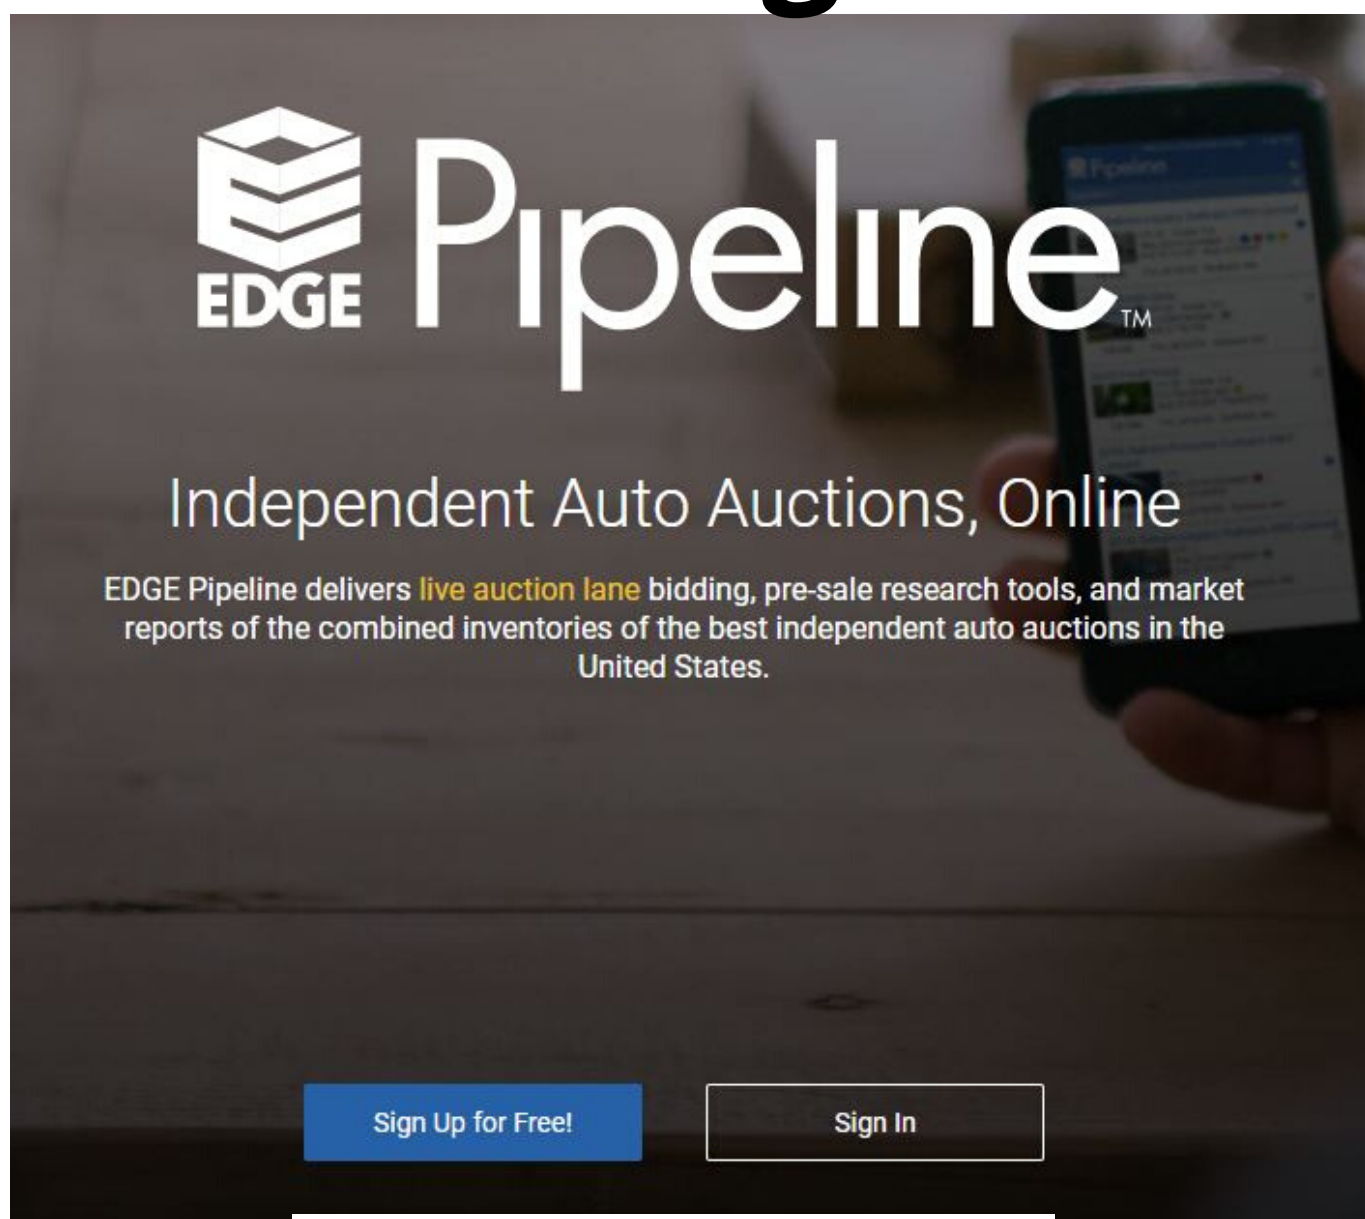 EDGE Pipeline TM
Independent Auto Auctions, Online
EDGE Pipeline delivers live auction lane bidding, pre-sale research tools, and market
reports of the combined inventories of the best independent auto auctions in the
United States.
Sign Up for Free!
Sign In
Pipeline